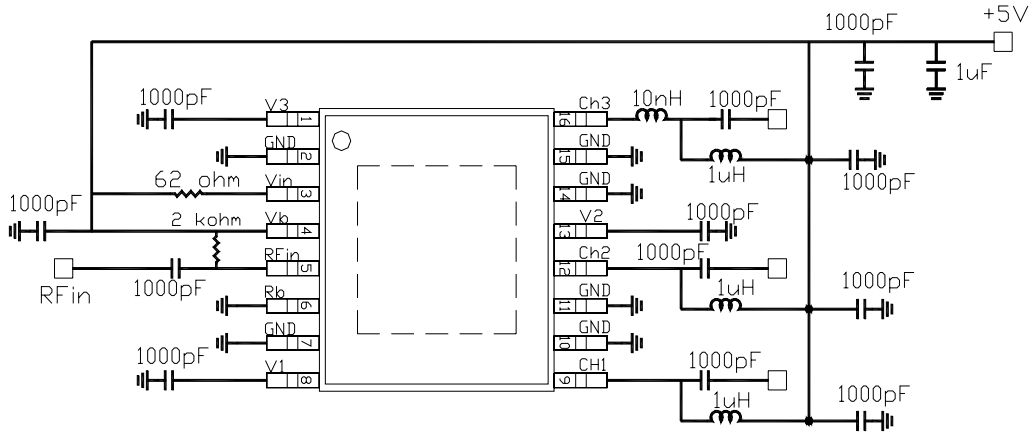 +5V
1000pF
1uF
1000pF
V3
1
GND
2
62 ohm
Vin
3
1000pF
2 kohm
Vb
4
RFin
1000pF
RFin
5
Rb
6
GND
7
1000pF
V1
8
Ch3
16
10nH
1000pF
GND
15
1uH
1000pF
GND
14
V2
13
1000pF
Ch2
12
1000pF
1uH
1000pF
GND
11
GND
10
CH1
9
1000pF
1uH
1000pF